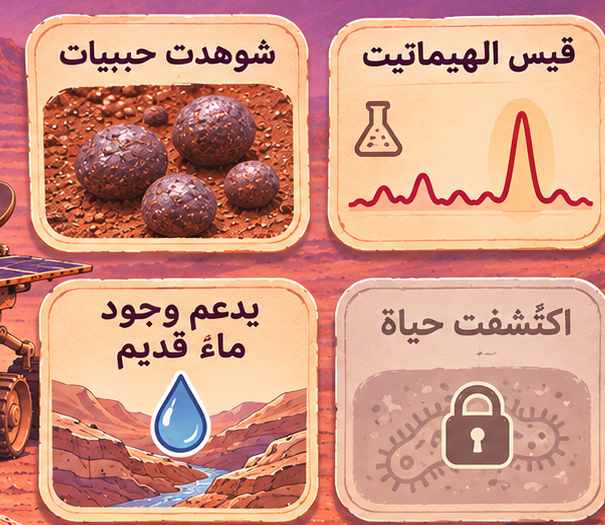 شوهدت حبيبات
قيس الهيماتيت
يدعم وجود
ماءَ قديم
اكتُشفت حياة